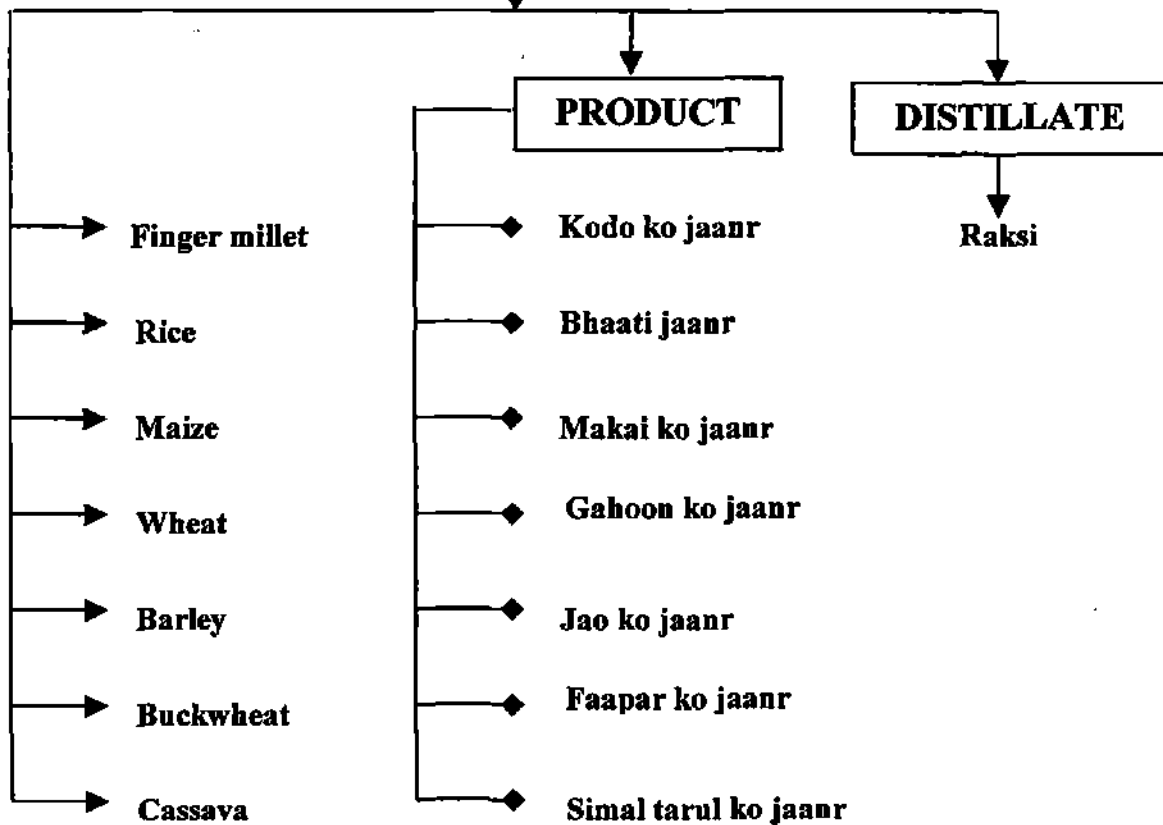 PRODUCT
DISTILLATE
Finger millet
Kodo ko jaanr
Raksi
Rice
Bhaati jaanr
Maize
Makai ko jaanr
Wheat
Gahoon ko jaanr
Barley
Jao ko jaanr
Buckwheat
Faapar ko jaanr
Cassava
Simal tarul ko jaanr